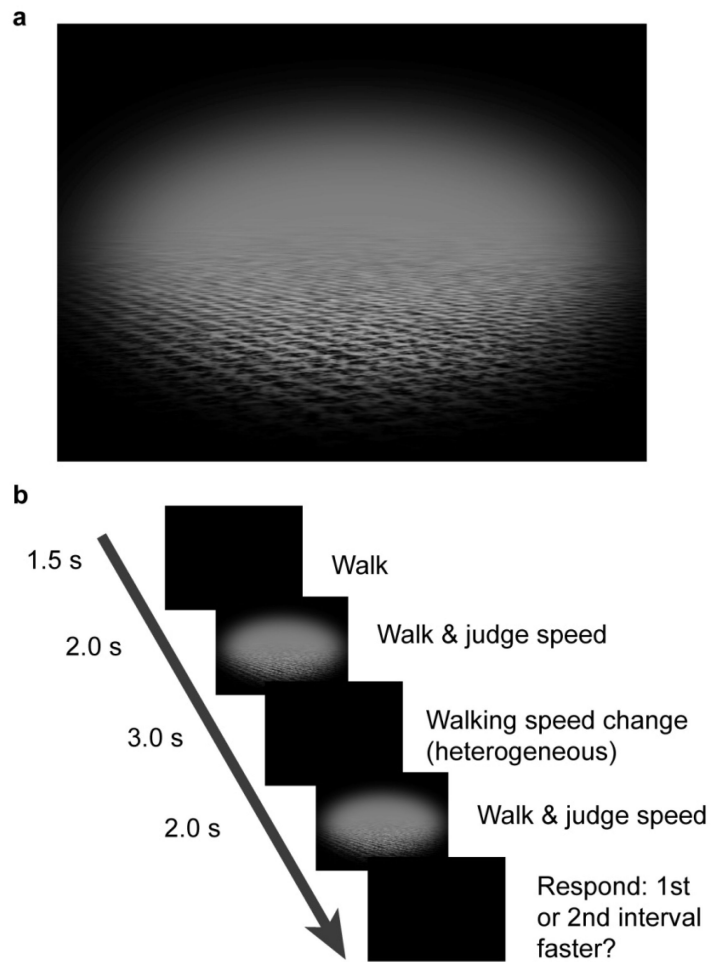 a
b
1.5 s
Walk
2.0 s
Walk & judge speed
3.0 s
Walking speed change
(heterogeneous)
2.0 s
Walk & judge speed
Respond: 1st
or 2nd interval
faster?